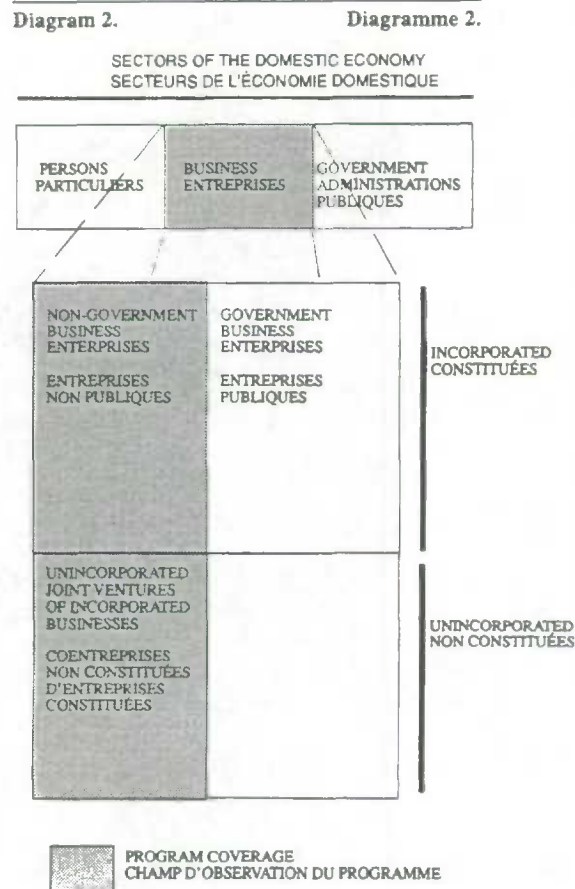 Diagram 2. Diagramme 2.
SECTORS OF THE DOMESTIC ECONOMY
SECTEURS DE L'ÉCONOMIE DOMESTIQUE
PERSONS
PARTICULIERS
BUSINESS
ENTREPRISES
GOVERNMENT
ADMINISTRATIONS
PUBLIQUES
NON-GOVERNMENT
BUSINESS
ENTERPRISES
ENTREPRISES
NON PUBLIQUES
GOVERNMENT
BUSINESS
ENTERPRISES
ENTREPRISES
PUBLIQUES
INCORPORATED
CONSTITUÉES
UNINCORPORATED
JOINT VENTURES
OF INCORPORATED
BUSINESSES
COENTREPRISES
NON CONSTITUÉES
D'ENTREPRISES
CONSTITUÉES
UNINCORPORATED
NON CONSTITUÉES
PROGRAM COVERAGE
CHAMP D'OBSERVATION DU PROGRAMME